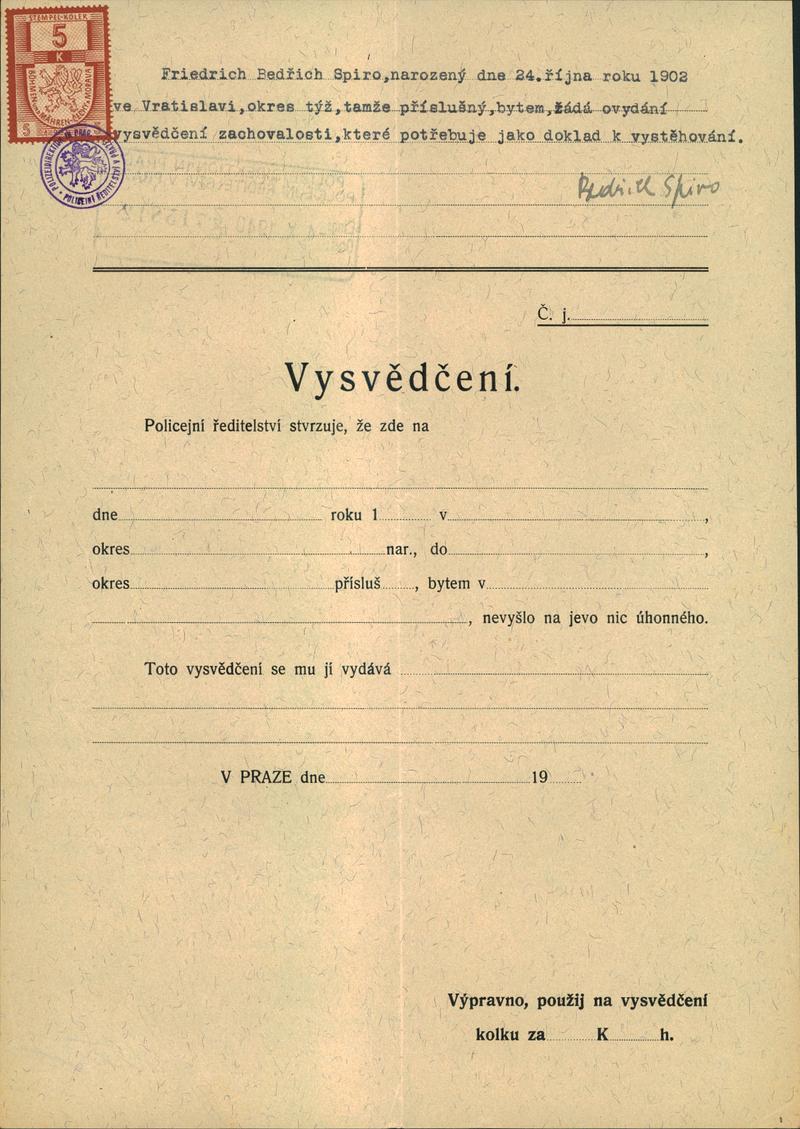 STEMPEL-KOLEK
5
K
BÖHMEN UND MÄHREN-ČECHY A MORAVA
5
Friedrich Bedřich Spiro,narozený dne 24.října roku 1902
ve Vratislavi,okres týž,tamže příslušný,bytem,žádá ovydání
vysvědčení zachovalosti,které potřebuje jako doklad k vystěhování.
Spiro
Č. j.
Vysvědčení.
Policejní ředitelství stvrzuje, že zde na
dne roku 1 v ,
okres nar., do ,
okres přísluš , bytem v
, nevyšlo na jevo nic úhonného.
Toto vysvědčení se mu jí vydává
V PRAZE dne 19
Výpravno, použij na vysvědčení
kolku za K h.